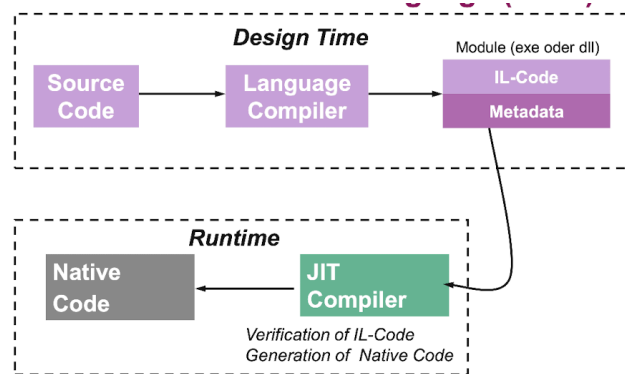 Design Time
Module (exe oder dll)
Source
Code
Language
Compiler
IL-Code
Metadata
Runtime
Native
Code
JIT
Compiler
Verification of IL-Code
Generation of Native Code